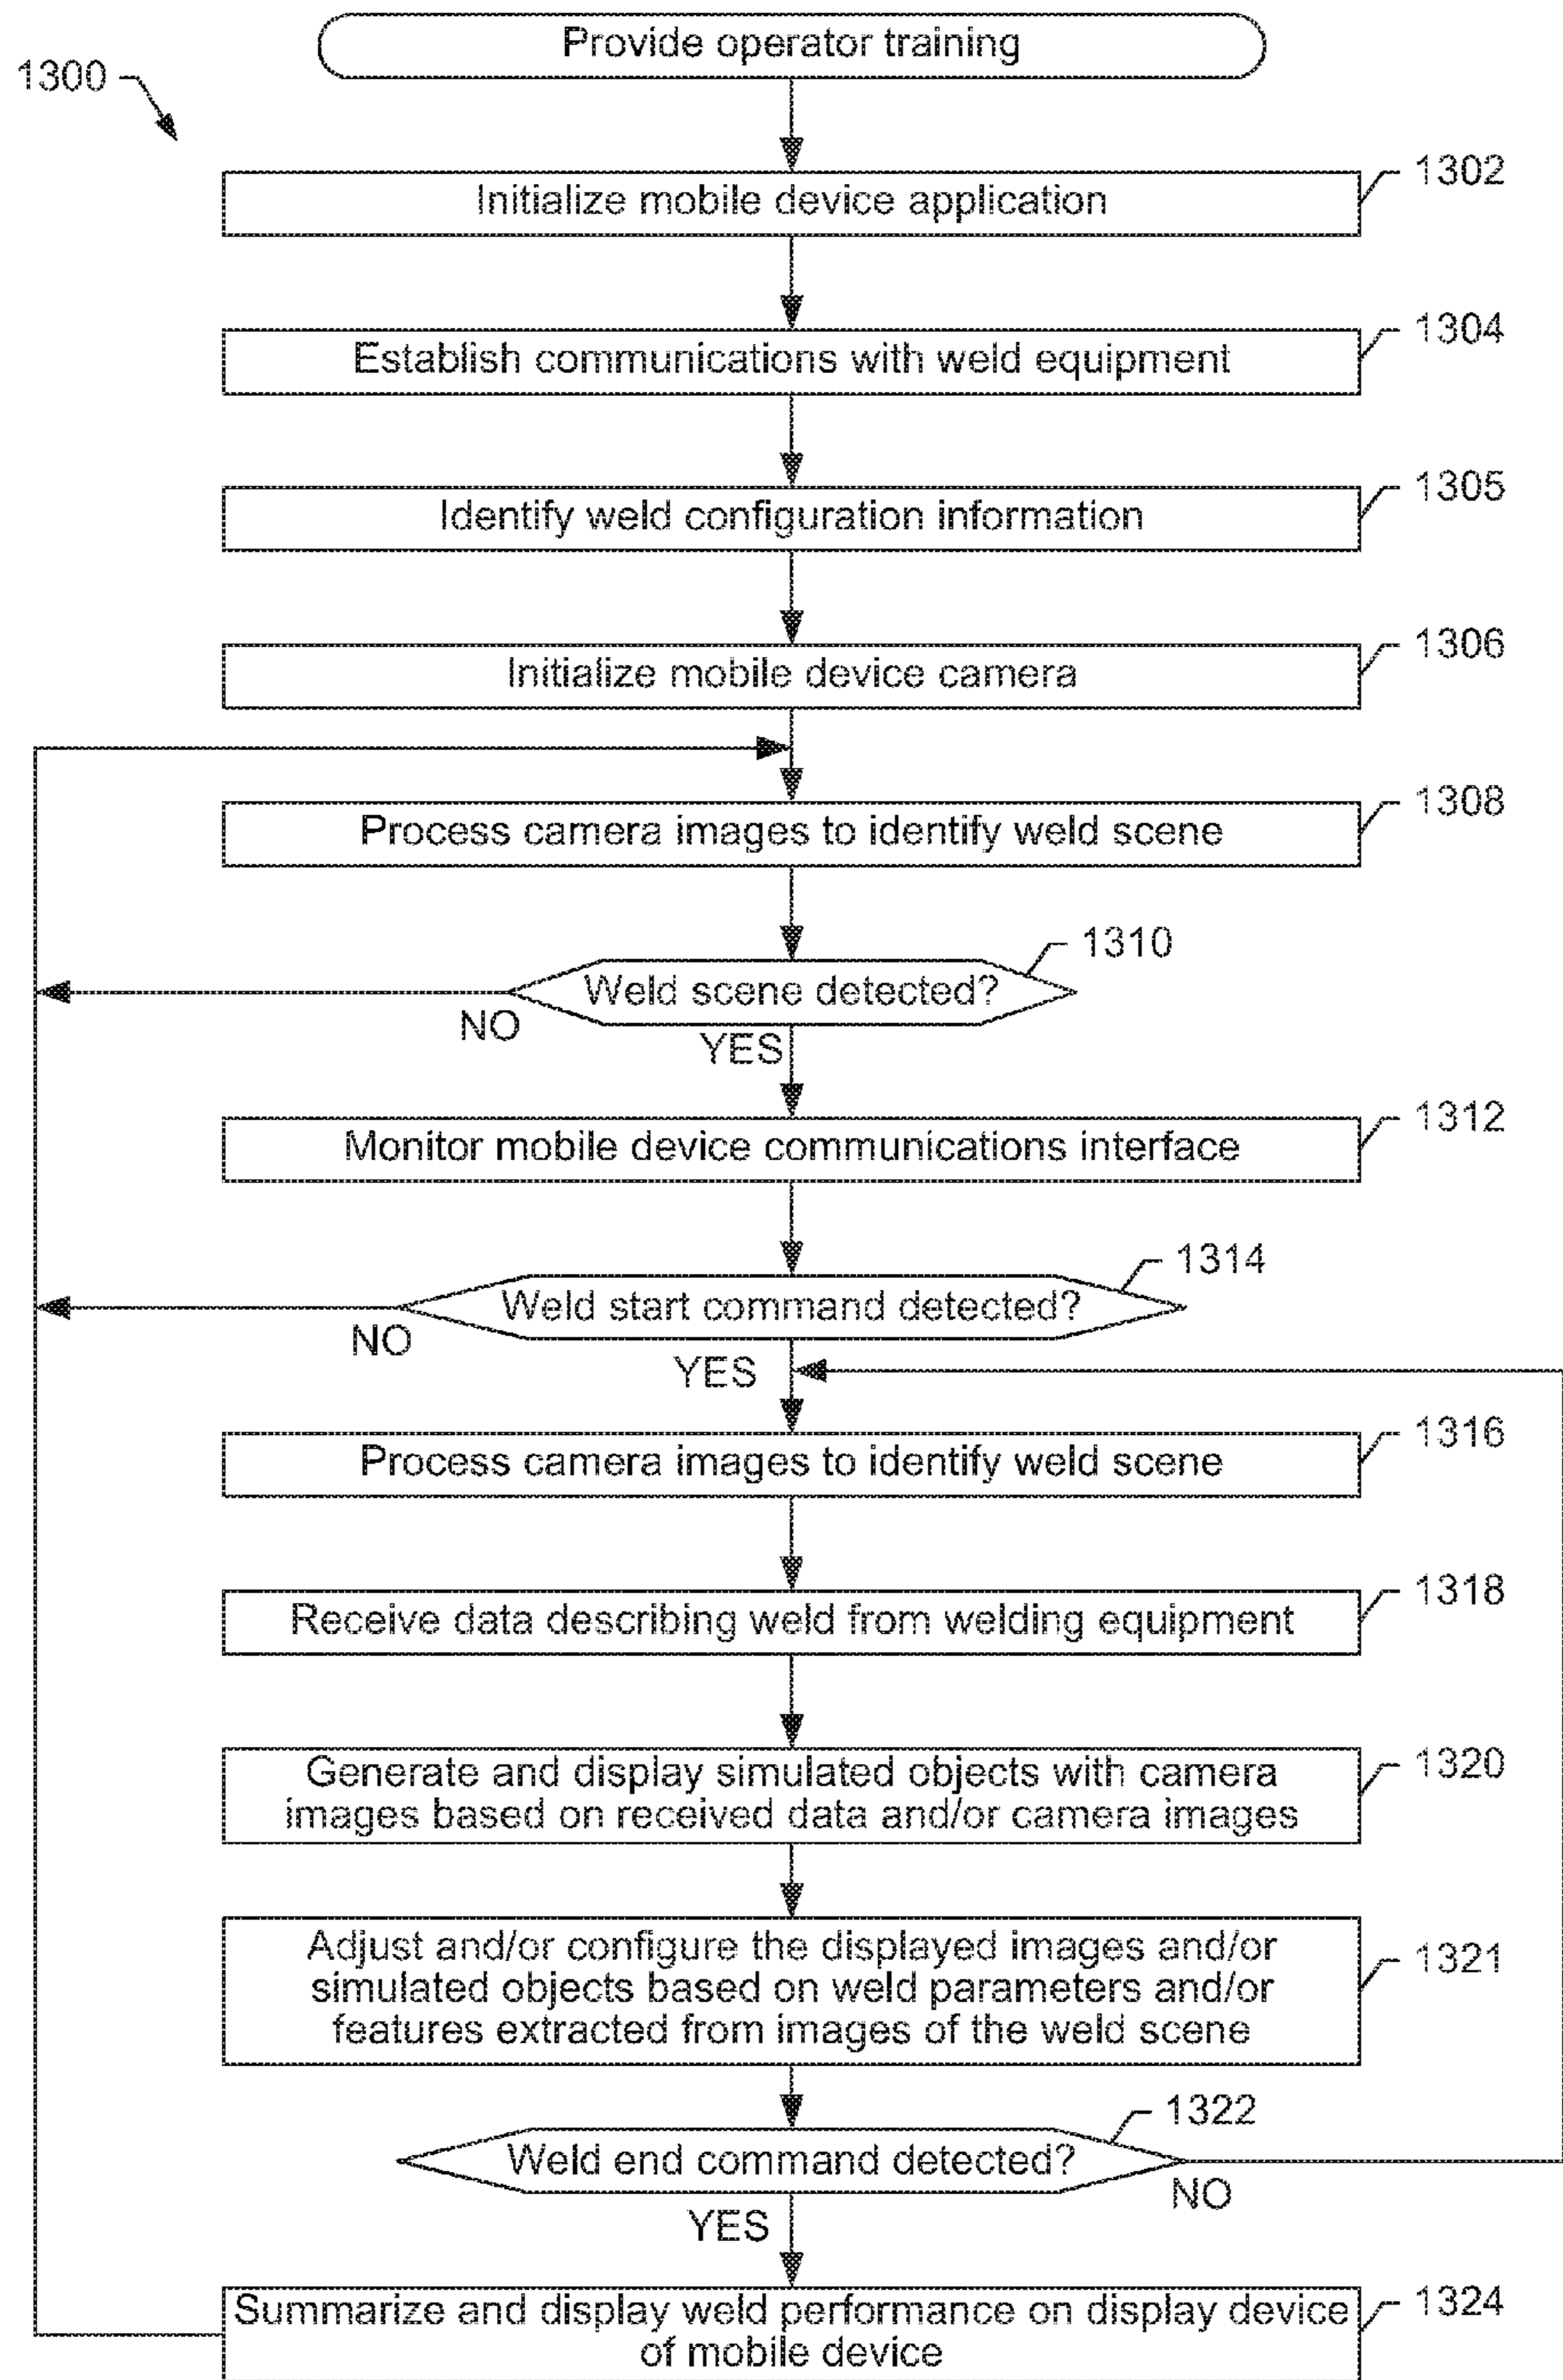 Provide operator training
1300
1302
Initialize mobile device application
1304
Establish communications with weld equipment
1305
Identify weld configuration information
1306
Initialize mobile device camera
1308
Process camera images to identify weld scene
1310
Weld scene detected?
NO
YES
1312
Monitor mobile device communications interface
1314
Weld start command detected?
NO
YES
1316
Process camera images to identify weld scene
1318
Receive data describing weld from welding equipment
1320
Generate and display simulated objects with camera
images based on received data and/or camera images
1321
Adjust and/or configure the displayed images and/or
simulated objects based on weld parameters and/or
features extracted from images of the weld scene
1322
Weld end command detected?
NO
YES
1324
Summarize and display weld performance on display device
of mobile device